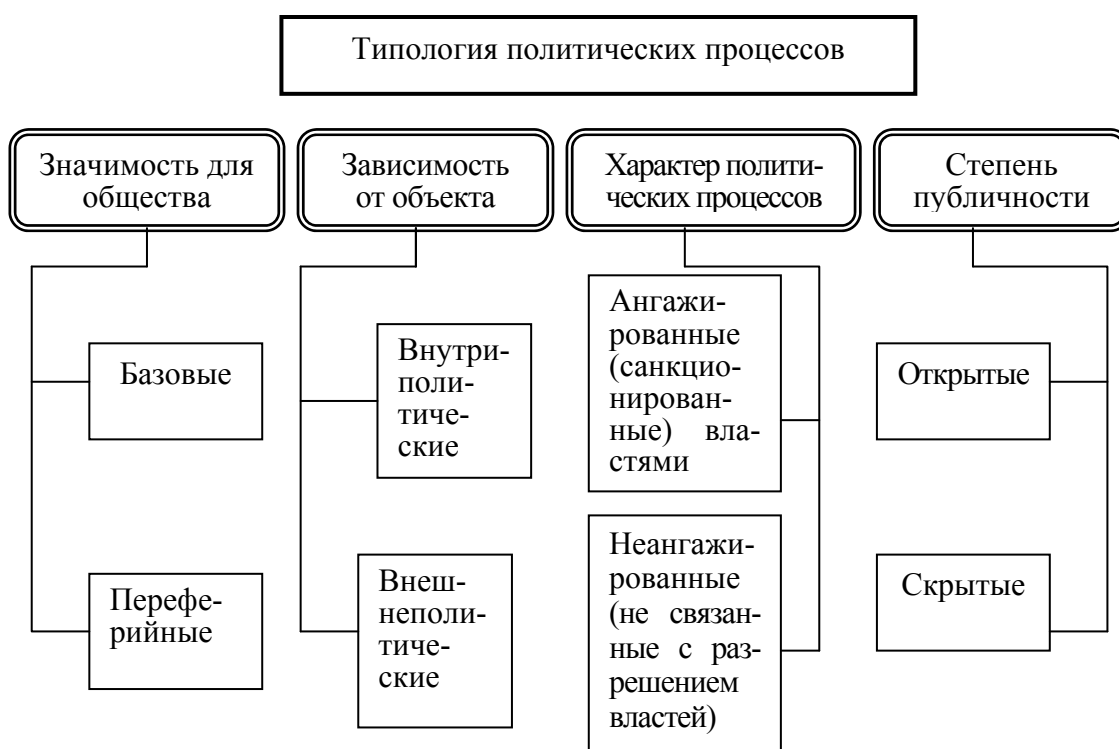 Типология политических процессов
Значимость для
общества
Зависимость
от объекта
Характер полити-
ческих процессов
Степень
публичности
Базовые
Перефе-
рийные
Внутри-
поли-
тиче-
ские
Внеш-
неполи-
тиче-
ские
Ангажи-
рованные
(санкцио-
нирован-
ные) вла-
стями
Неангажи-
рованные
(не связан-
ные с раз-
решением
властей)
Открытые
Скрытые